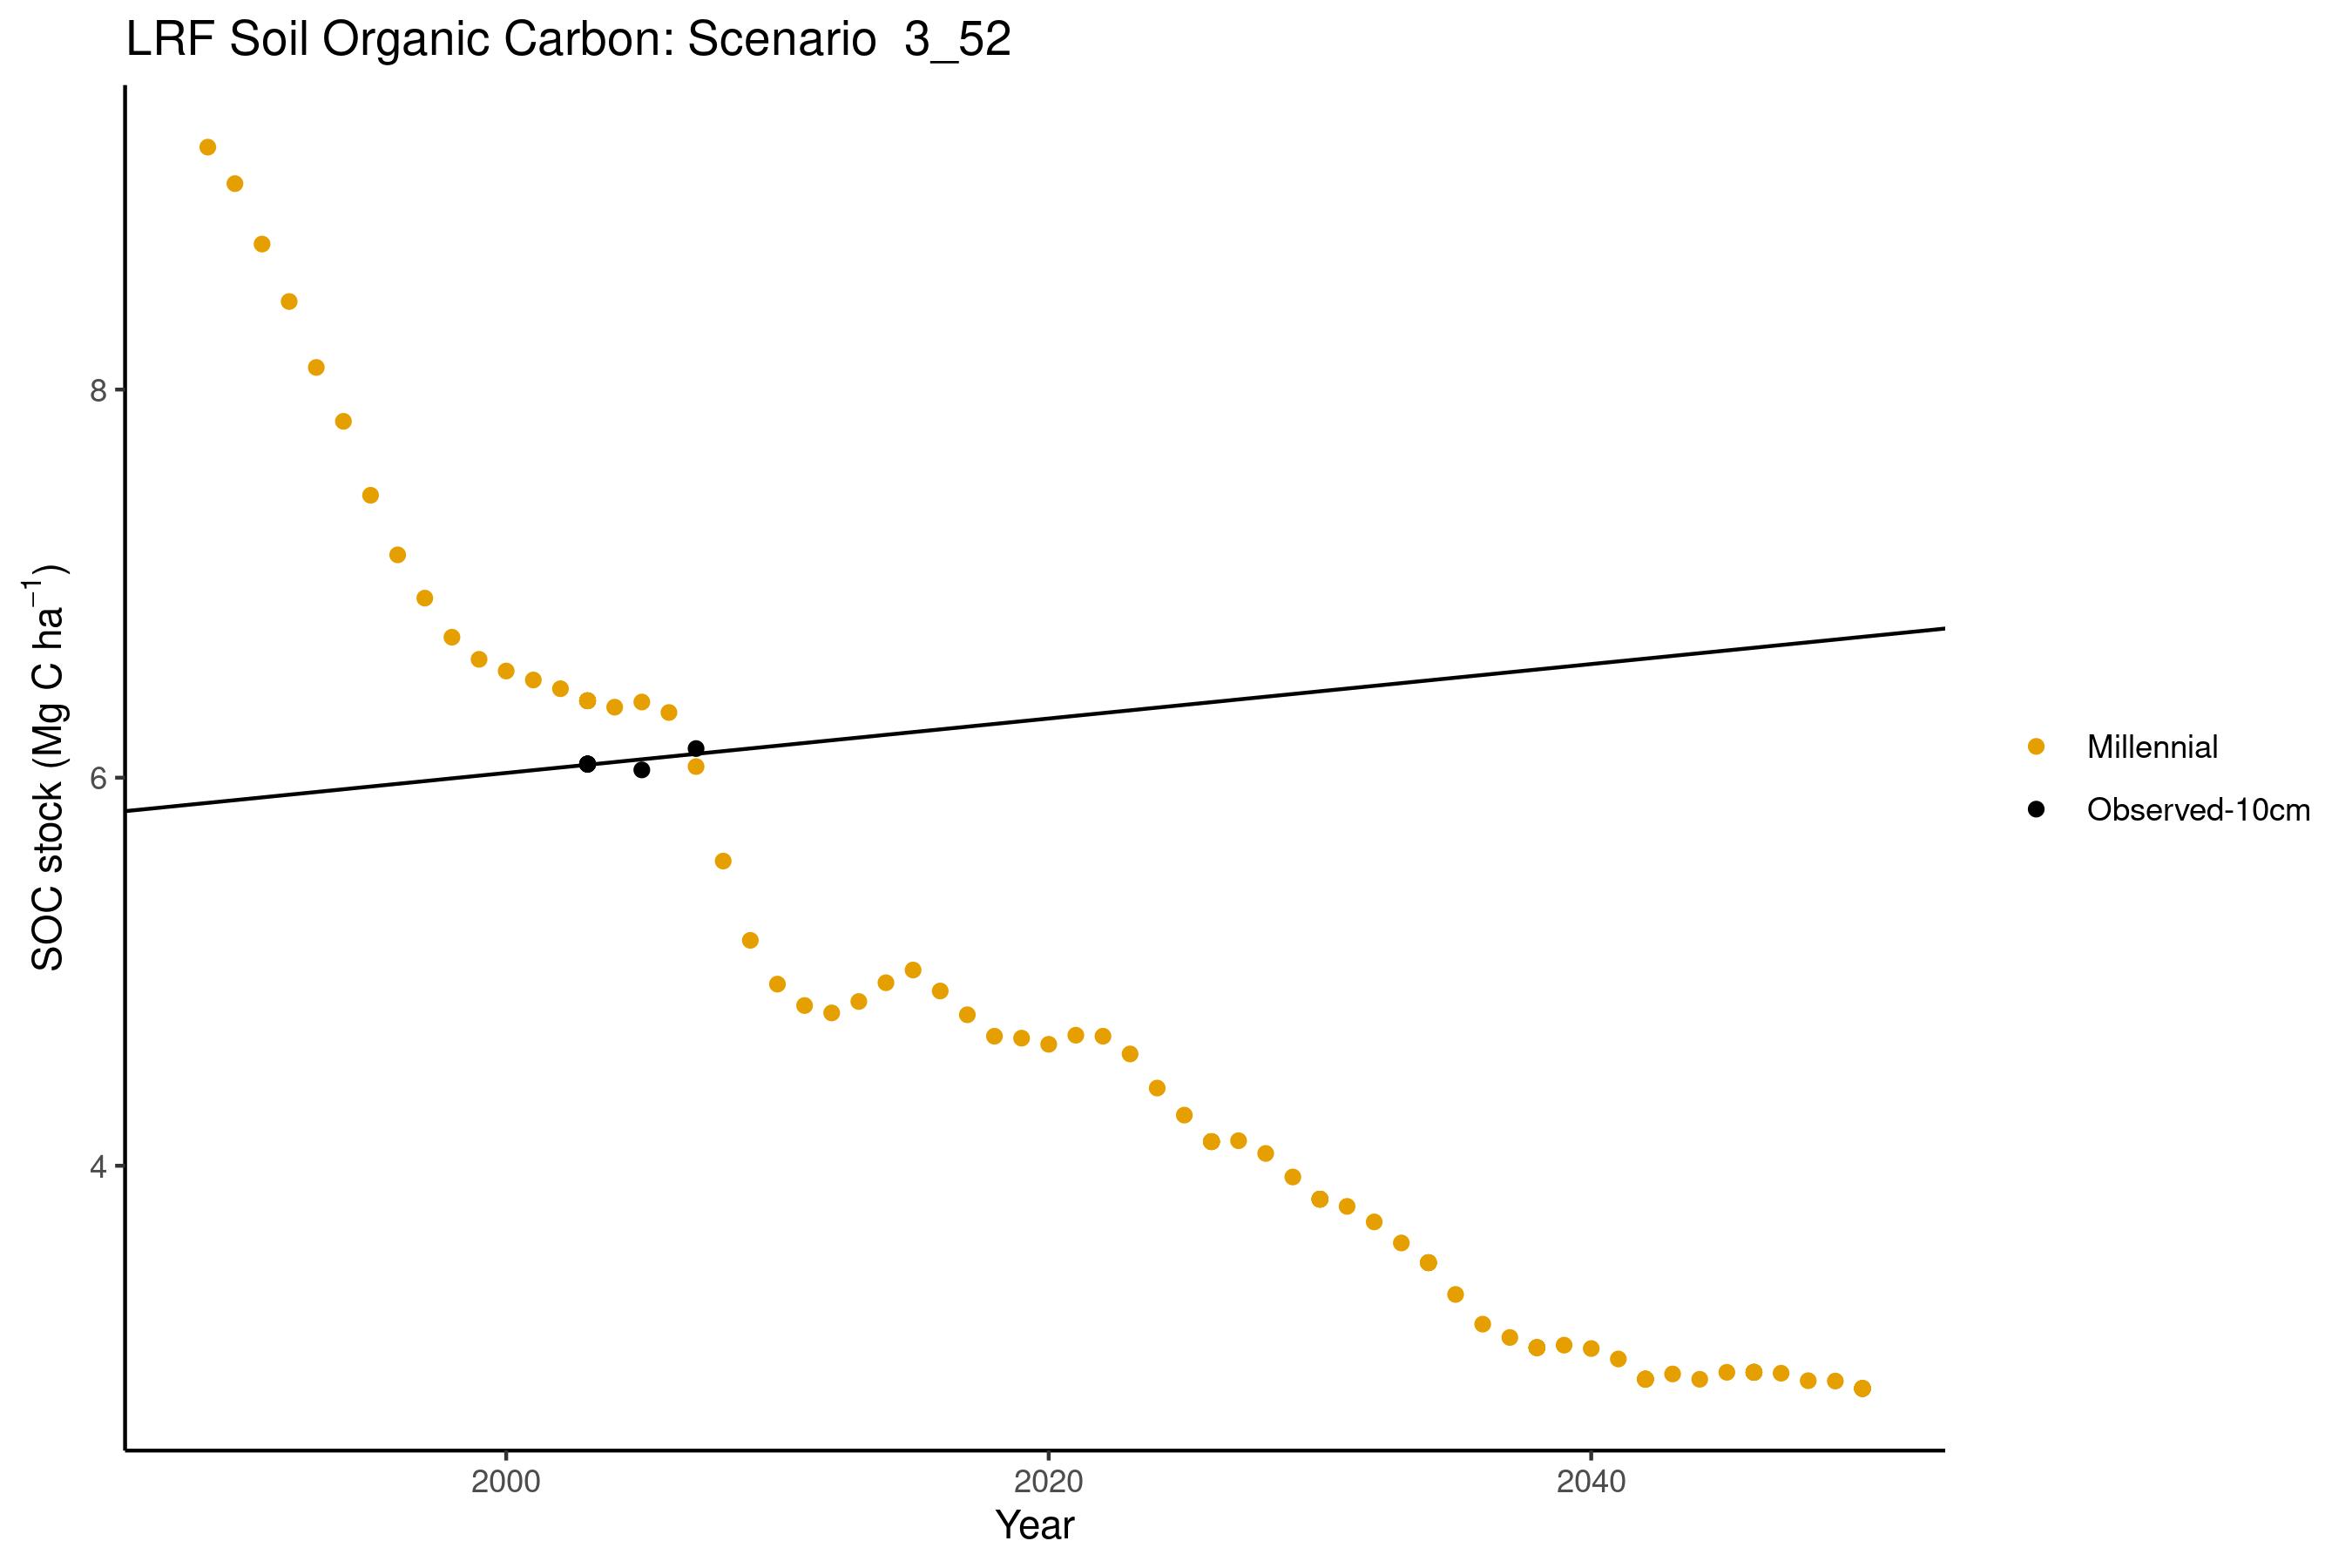 LRF Soil Organic Carbon: Scenario  3_52
SOC stock (Mg C ha⁻¹)
8
6
4
2000
2020
2040
Year
Millennial
Observed-10cm